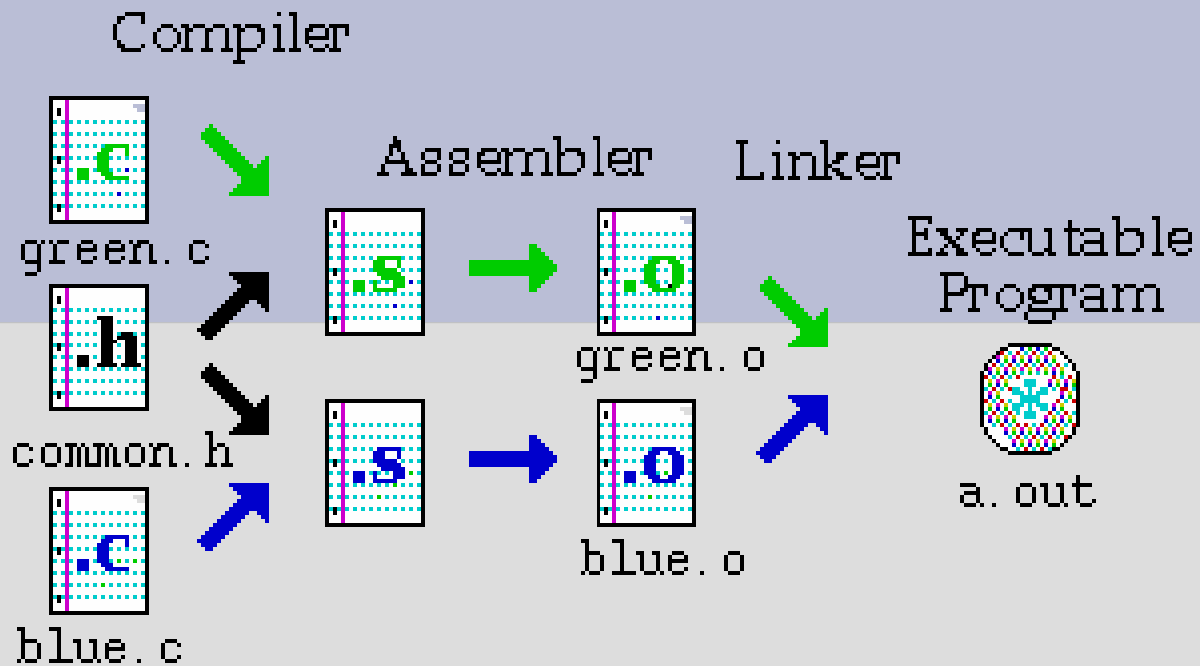 Compiler
.c
green.c
Assembler
Linker
.s
.o
green.o
Executable
Program
.h
common.h
.s
.o
blue.o
a.out
.c
blue.c